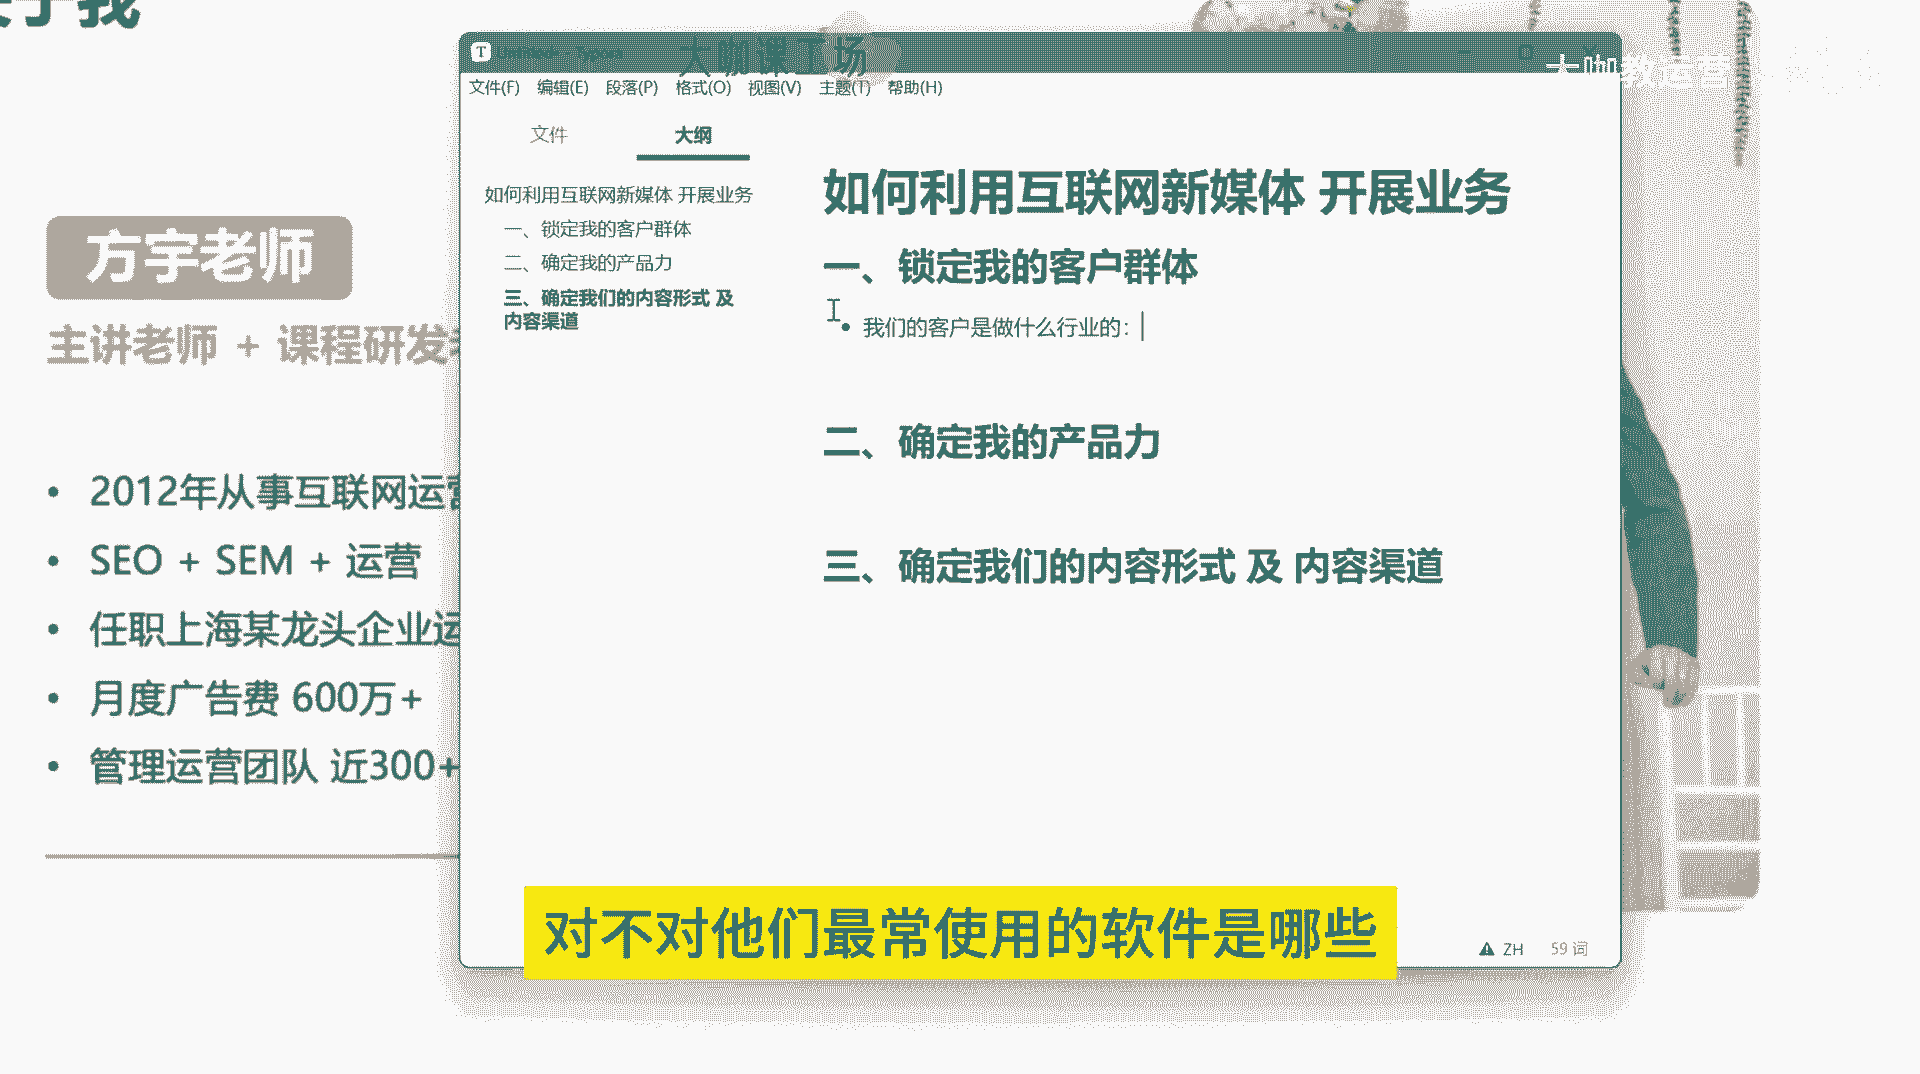 关于我
大咖课工场
大咖教运营
文件(F) 编辑(E) 段落(P) 格式(O) 视图(V) 主题(T) 帮助(H)
文件 大纲
如何利用互联网新媒体 开展业务
一、锁定我的客户群体
二、确定我的产品力
三、确定我们的内容形式 及
内容渠道
如何利用互联网新媒体 开展业务
一、锁定我的客户群体
• 我们的客户是做什么行业的：
二、确定我的产品力
三、确定我们的内容形式 及 内容渠道
方宇老师
主讲老师 + 课程研发
• 2012年从事互联网运营
• SEO + SEM + 运营
• 任职上海某龙头企业运
• 月度广告费 600万+
• 管理运营团队 近300+
对不对他们最常使用的软件是哪些
ZH 59 词